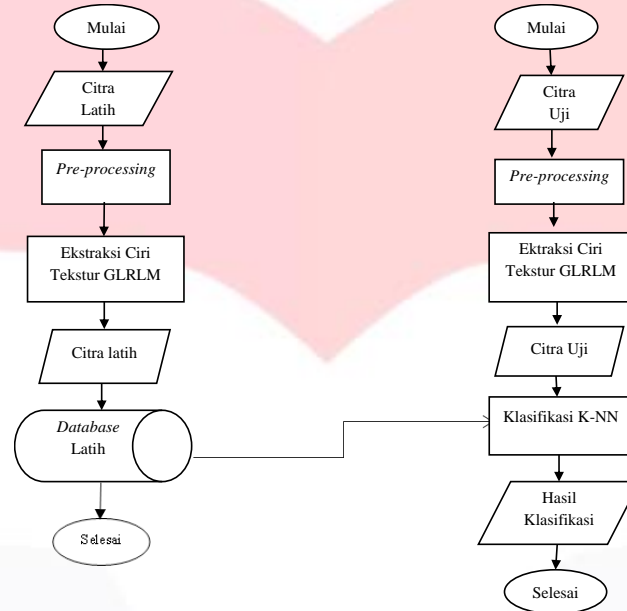 Mulai
Citra
Latih
Pre-processing
Ekstraksi Ciri
Tekstur GLRLM
Citra latih
Database
Latih
Selesai
Mulai
Citra
Uji
Pre-processing
Ektraksi Ciri
Tekstur GLRLM
Citra Uji
Klasifikasi K-NN
Hasil
Klasifikasi
Selesai